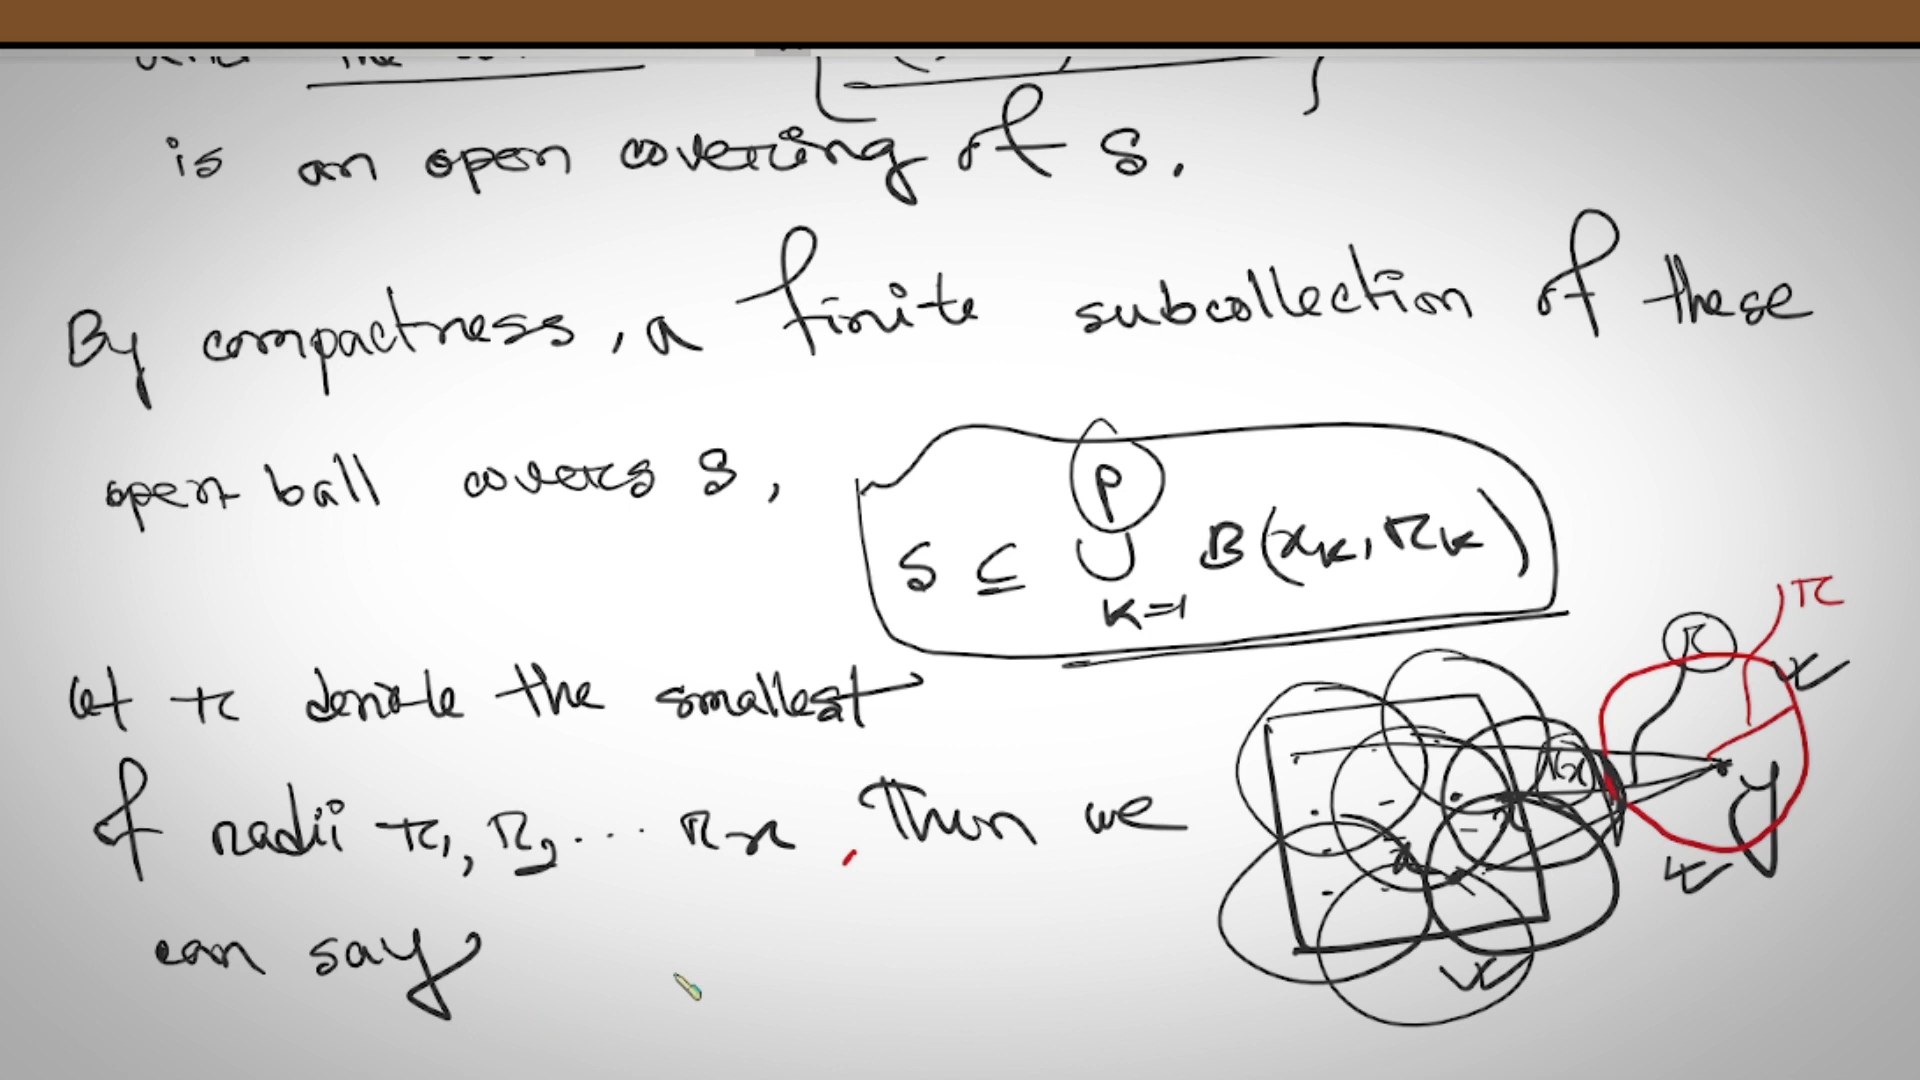 is an open covering of S.
By compactness, a finite subcollection of these
open ball covers S,
S ⊆ ⋃ₖ₌₁ᵖ B(xₖ, rₖ)
let r denote the smallest
of radii r₁, r₂ ... rₙ, Then we
can say
r
r
y